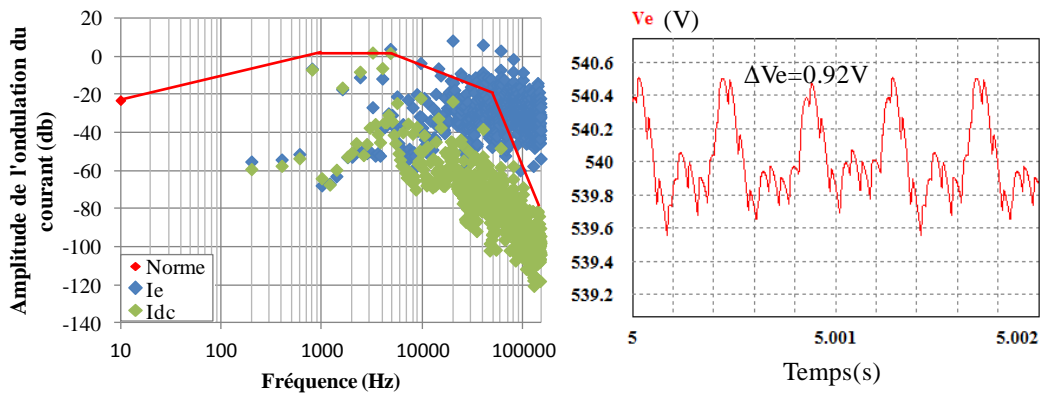 Amplitude de l'ondulation du
courant (db)
20
0
-20
-40
-60
-80
-100
-120
-140
Norme
Ie
Idc
10
100
1000
10000
100000
Fréquence (Hz)
Ve (V)
ΔVe=0.92V
540.6
540.4
540.2
540
539.8
539.6
539.4
539.2
5
5.001
5.002
Temps(s)